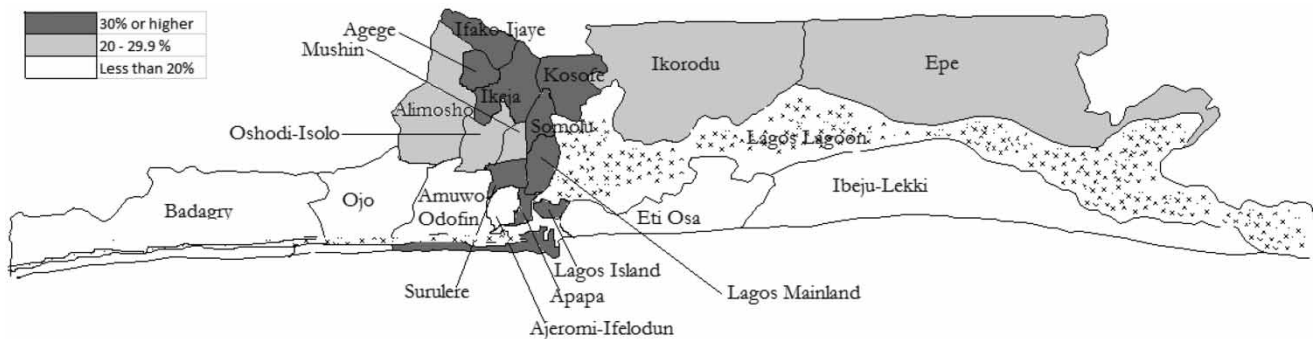 30% or higher
20 - 29.9 %
Less than 20%
Ifako-Ijaye
Agege
Mushin
Kosofe
Ikorodu
Epe
Ikeja
Alimosho
Oshodi-Isolo
Somolu
Lagos Lagoon
Ibeju-Lekki
Amuwo
Odofin
Ojo
Badagry
Eti Osa
Lagos Island
Surulere
Apapa
Lagos Mainland
Ajeromi-Ifelodun